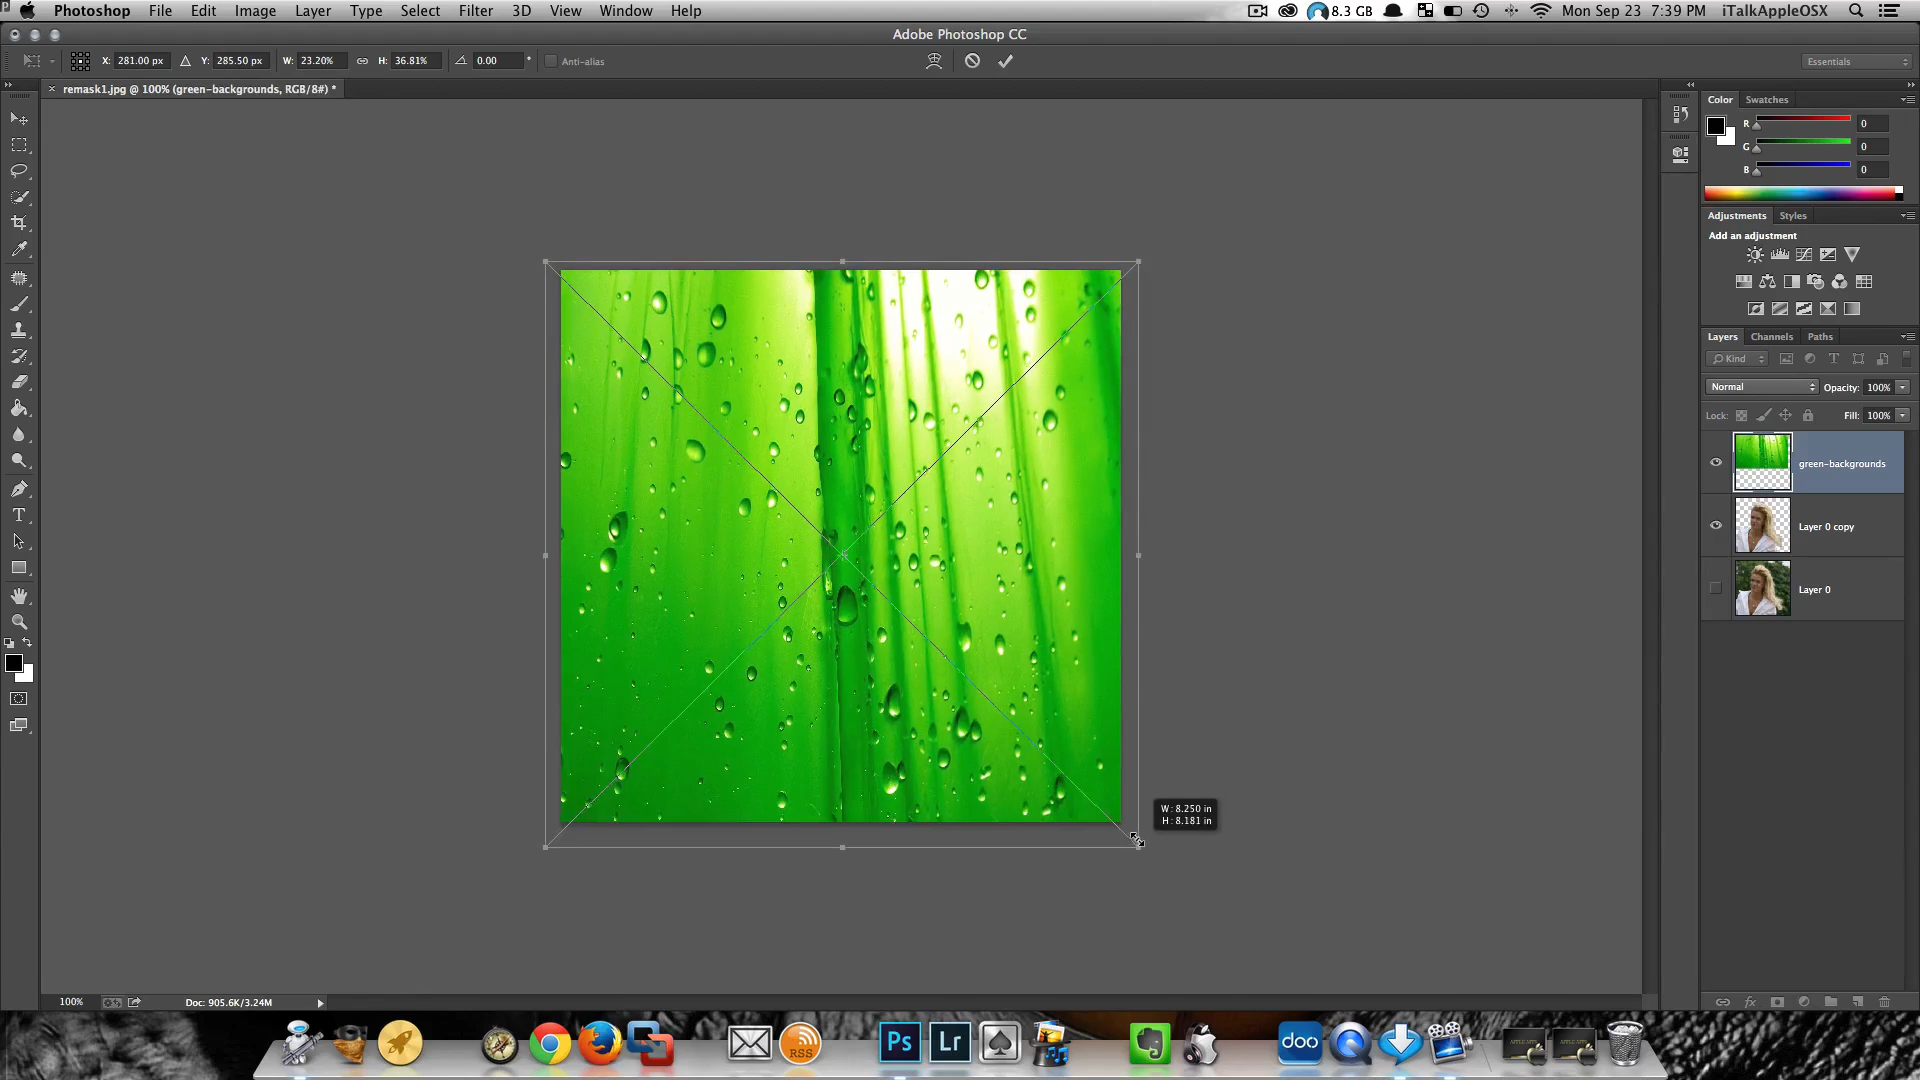 Photoshop File Edit Image Layer Type Select Filter 3D View Window Help 8.3 GB Mon Sep 23 7:39 PM iTalkAppleOSX
Adobe Photoshop CC
X: 281.00 px Y: 285.50 px W: 23.20% H: 36.81% 0.00 ° Anti-alias Essentials
× remask1.jpg @ 100% (green-backgrounds, RGB/8#) *
Color Swatches
R 0
G 0
B 0
Adjustments Styles
Add an adjustment
Layers Channels Paths
Kind
Normal Opacity: 100%
Lock: Fill: 100%
green-backgrounds
Layer 0 copy
Layer 0
W: 8.250 in
H: 8.181 in
100% Doc: 905.6K/3.24M
RSS Ps Lr doo